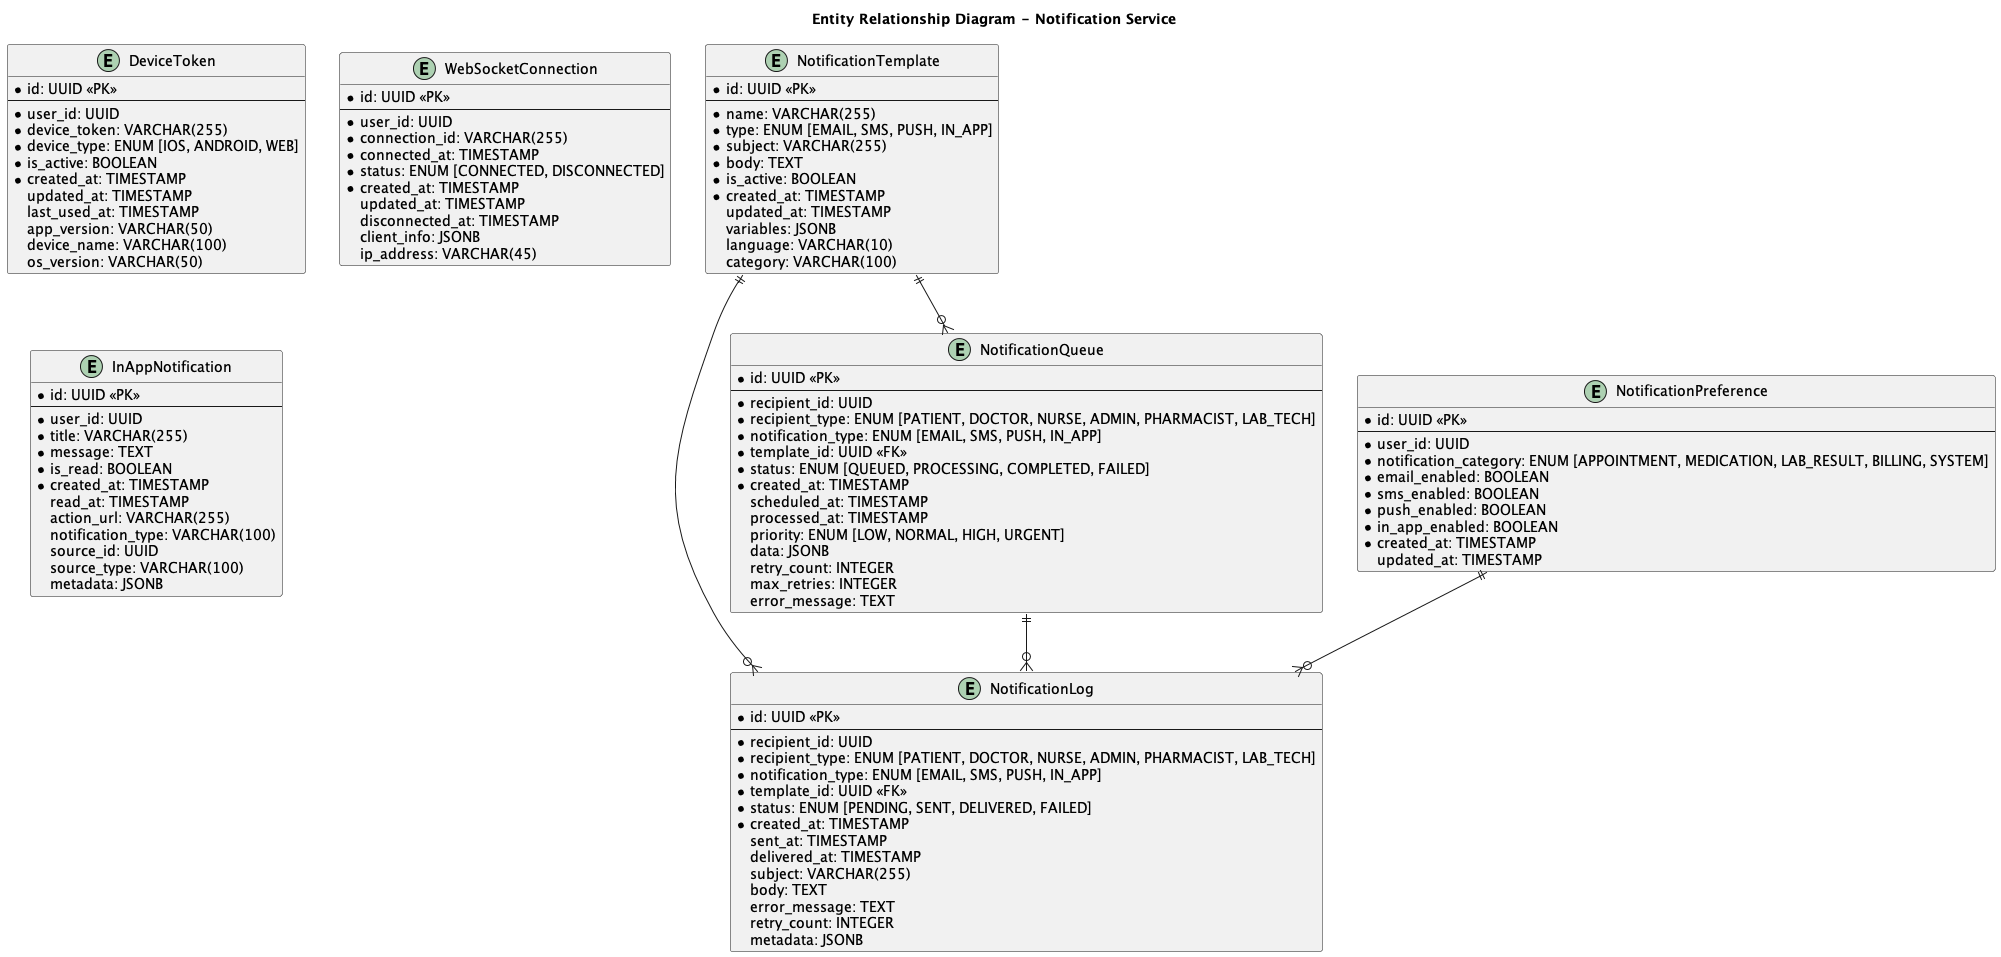 Entity Relationship Diagram – Notification Service
E DeviceToken
id: UUID «PK»
user_id: UUID
device_token: VARCHAR(255)
device_type: ENUM [IOS, ANDROID, WEB]
is_active: BOOLEAN
created_at: TIMESTAMP
updated_at: TIMESTAMP
last_used_at: TIMESTAMP
app_version: VARCHAR(50)
device_name: VARCHAR(100)
os_version: VARCHAR(50)
E WebSocketConnection
id: UUID «PK»
user_id: UUID
connection_id: VARCHAR(255)
connected_at: TIMESTAMP
status: ENUM [CONNECTED, DISCONNECTED]
created_at: TIMESTAMP
updated_at: TIMESTAMP
disconnected_at: TIMESTAMP
client_info: JSONB
ip_address: VARCHAR(45)
E NotificationTemplate
id: UUID «PK»
name: VARCHAR(255)
type: ENUM [EMAIL, SMS, PUSH, IN_APP]
subject: VARCHAR(255)
body: TEXT
is_active: BOOLEAN
created_at: TIMESTAMP
updated_at: TIMESTAMP
variables: JSONB
language: VARCHAR(10)
category: VARCHAR(100)
E InAppNotification
id: UUID «PK»
user_id: UUID
title: VARCHAR(255)
message: TEXT
is_read: BOOLEAN
created_at: TIMESTAMP
read_at: TIMESTAMP
action_url: VARCHAR(255)
notification_type: VARCHAR(100)
source_id: UUID
source_type: VARCHAR(100)
metadata: JSONB
E NotificationQueue
id: UUID «PK»
recipient_id: UUID
recipient_type: ENUM [PATIENT, DOCTOR, NURSE, ADMIN, PHARMACIST, LAB_TECH]
notification_type: ENUM [EMAIL, SMS, PUSH, IN_APP]
template_id: UUID «FK»
status: ENUM [QUEUED, PROCESSING, COMPLETED, FAILED]
created_at: TIMESTAMP
scheduled_at: TIMESTAMP
processed_at: TIMESTAMP
priority: ENUM [LOW, NORMAL, HIGH, URGENT]
data: JSONB
retry_count: INTEGER
max_retries: INTEGER
error_message: TEXT
E NotificationPreference
id: UUID «PK»
user_id: UUID
notification_category: ENUM [APPOINTMENT, MEDICATION, LAB_RESULT, BILLING, SYSTEM]
email_enabled: BOOLEAN
sms_enabled: BOOLEAN
push_enabled: BOOLEAN
in_app_enabled: BOOLEAN
created_at: TIMESTAMP
updated_at: TIMESTAMP
E NotificationLog
id: UUID «PK»
recipient_id: UUID
recipient_type: ENUM [PATIENT, DOCTOR, NURSE, ADMIN, PHARMACIST, LAB_TECH]
notification_type: ENUM [EMAIL, SMS, PUSH, IN_APP]
template_id: UUID «FK»
status: ENUM [PENDING, SENT, DELIVERED, FAILED]
created_at: TIMESTAMP
sent_at: TIMESTAMP
delivered_at: TIMESTAMP
subject: VARCHAR(255)
body: TEXT
error_message: TEXT
retry_count: INTEGER
metadata: JSONB